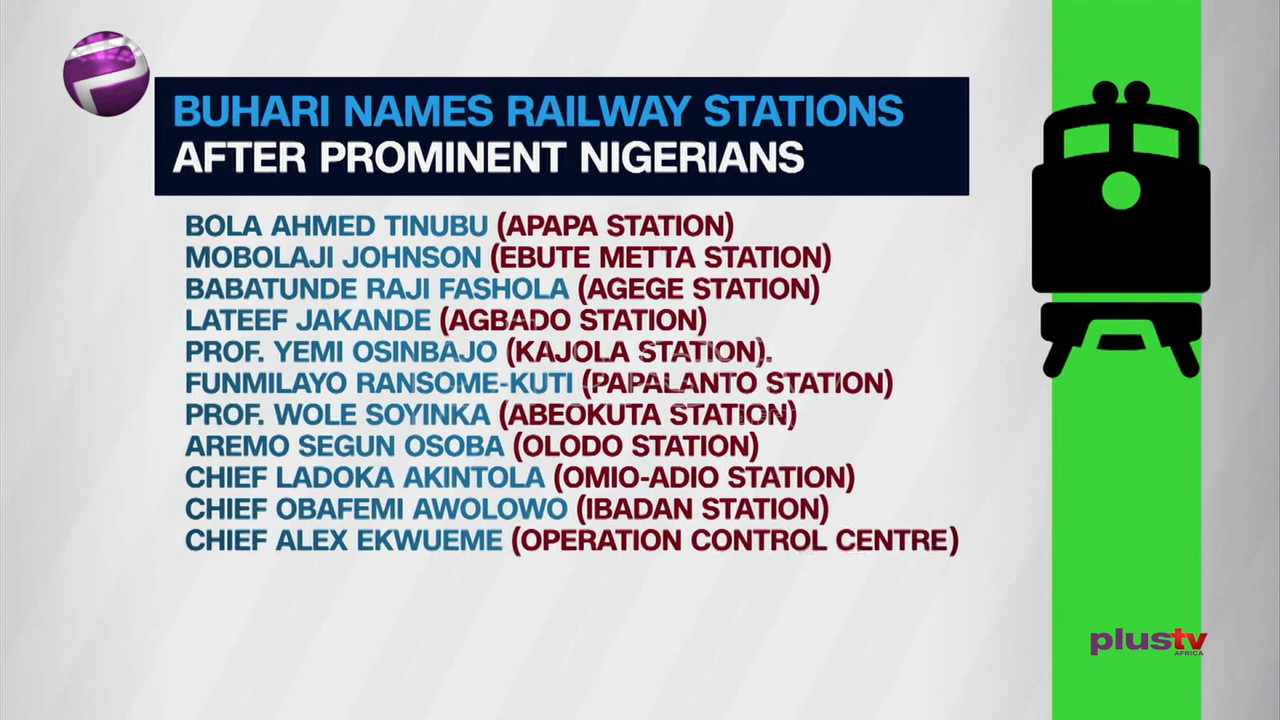 BUHARI NAMES RAILWAY STATIONS
AFTER PROMINENT NIGERIANS
BOLA AHMED TINUBU (APAPA STATION)
MOBOLAJI JOHNSON (EBUTE METTA STATION)
BABATUNDE RAJI FASHOLA (AGEGE STATION)
LATEEF JAKANDE (AGBADO STATION)
PROF. YEMI OSINBAJO (KAJOLA STATION).
FUNMILAYO RANSOME-KUTI (PAPALANTO STATION)
PROF. WOLE SOYINKA (ABEOKUTA STATION)
AREMO SEGUN OSOBA (OLODO STATION)
CHIEF LADOKA AKINTOLA (OMIO-ADIO STATION)
CHIEF OBAFEMI AWOLOWO (IBADAN STATION)
CHIEF ALEX EKWUEME (OPERATION CONTROL CENTRE)
plustv
AFRICA